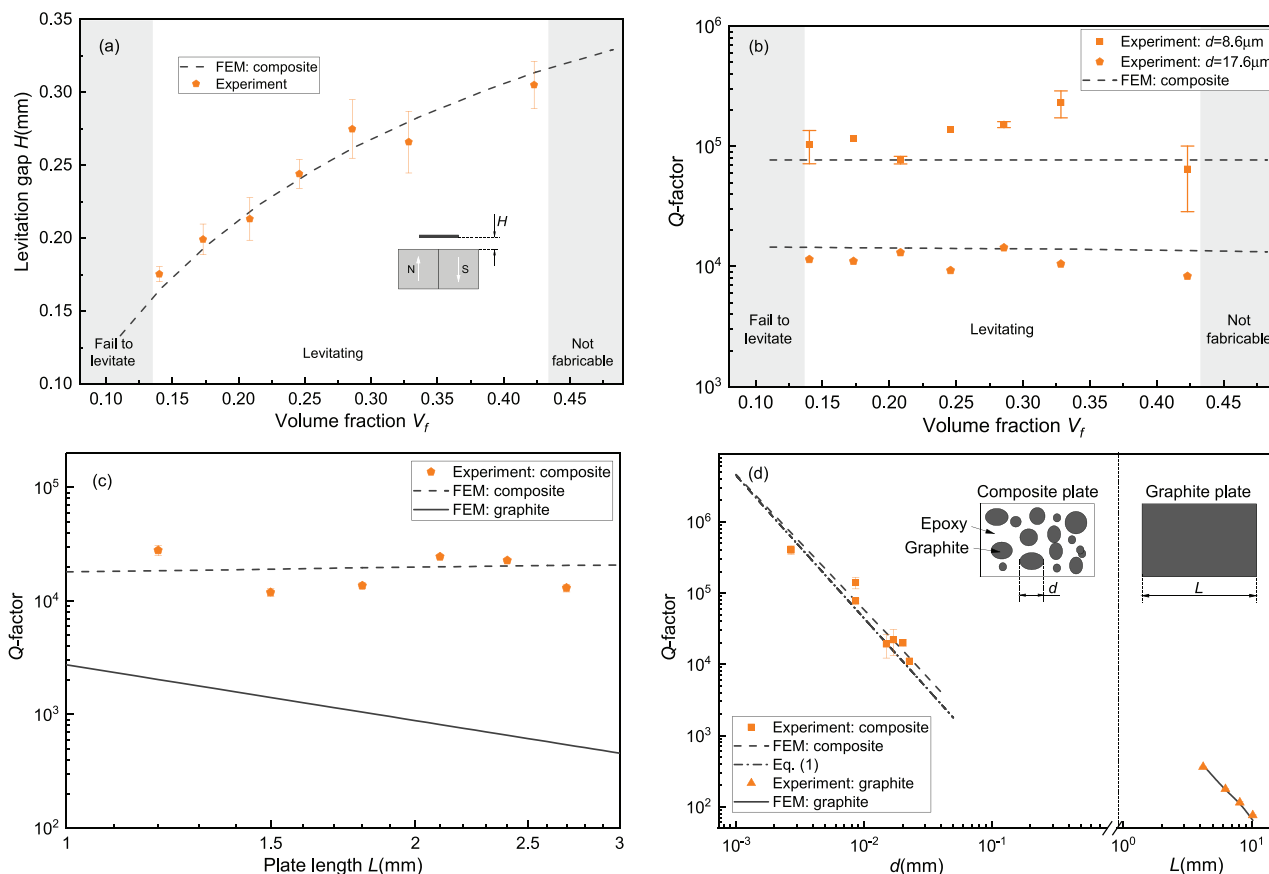 (a)
FEM: composite
Experiment
H
N
S
Fail to
levitate
Levitating
Not
fabricable
0.35
0.30
0.25
0.20
0.15
0.10
Levitation gap H(mm)
0.10
0.15
0.20
0.25
0.30
0.35
0.40
0.45
Volume fraction Vf
(b)
Experiment: d=8.6μm
Experiment: d=17.6μm
FEM: composite
Fail to
levitate
Levitating
Not
fabricable
10^6
10^5
10^4
10^3
Q-factor
0.10
0.15
0.20
0.25
0.30
0.35
0.40
0.45
Volume fraction Vf
(c)
Experiment: composite
FEM: composite
FEM: graphite
10^5
10^4
10^3
10^2
Q-factor
1
1.5
2
3
Plate length L(mm)
(d)
Composite plate
Graphite plate
Epoxy
Graphite
d
L
Experiment: composite
FEM: composite
Eq. (1)
Experiment: graphite
FEM: graphite
10^6
10^5
10^4
10^3
10^2
Q-factor
10^-3
10^-2
10^-1
10^0
10^1
d(mm)
L(mm)